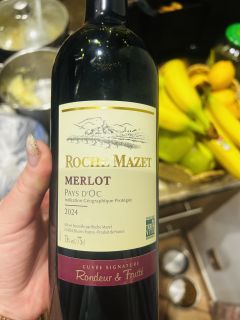 ROCHE MAZET
MERLOT
PAYS D'OC
Indication Géographique Protégée
2024
CUVÉE SIGNATURE
Rondeur & Fruité